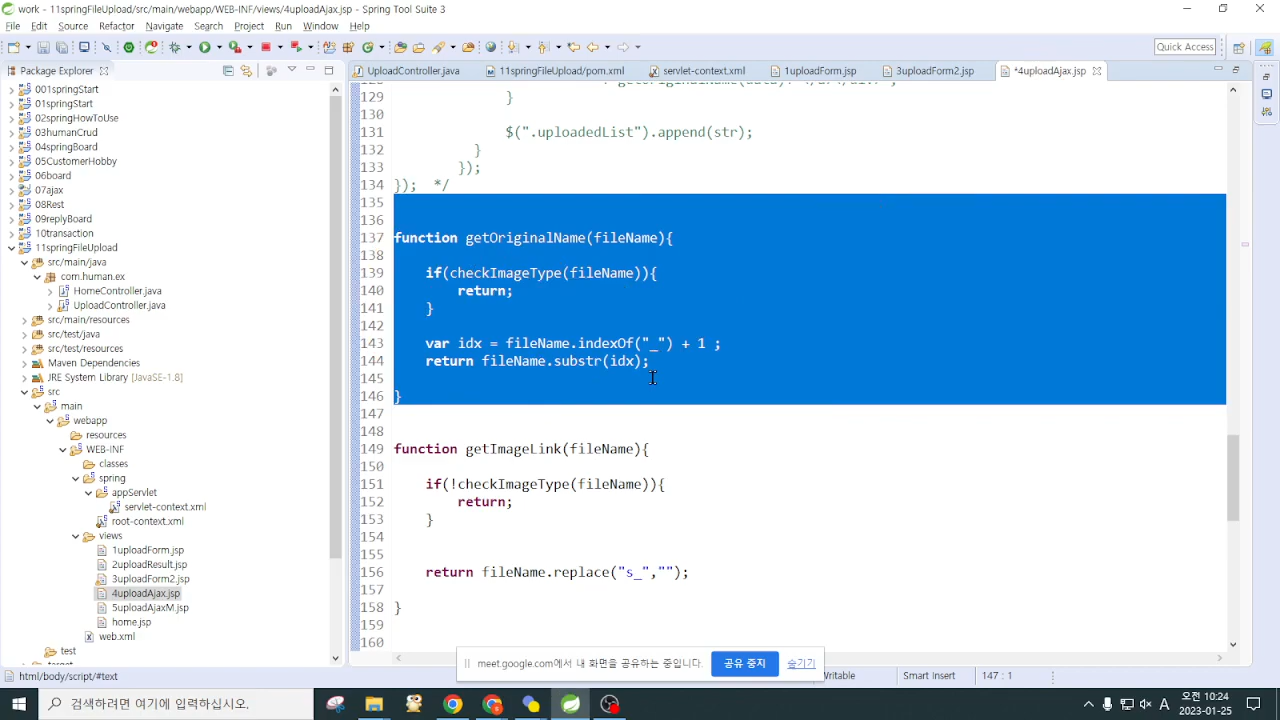 work - 11springFileUpload/src/main/webapp/WEB-INF/views/4uploadAjax.jsp - Spring Tool Suite 3
File Edit Source Refactor Navigate Search Project Run Window Help
Quick Access
Package Explorer
UploadController.java
11springFileUpload/pom.xml
servlet-context.xml
1uploadForm.jsp
3uploadForm2.jsp
*4uploadAjax.jsp
00springStart
01springStart
02springHowToUse
03humanCrud
04springBoard
05CustomerHobby
06board
07ajax
08Rest
09replyBoard
10transaction
11springFileUpload
src/main/java
com.human.ex
HomeController.java
UploadController.java
src/main/resources
src/test/java
src/test/resources
Maven Dependencies
JRE System Library [JavaSE-1.8]
src
main
webapp
resources
WEB-INF
classes
spring
appServlet
servlet-context.xml
root-context.xml
views
1uploadForm.jsp
2uploadResult.jsp
3uploadForm2.jsp
4uploadAjax.jsp
5uploadAjaxM.jsp
home.jsp
web.xml
test
target
129 }
130
131 $(".uploadedList").append(str);
132 }
133 });
134 }); */
135
136
137 function getOriginalName(fileName){
138
139 if(checkImageType(fileName)){
140 return;
141 }
142
143 var idx = fileName.indexOf("_") + 1 ;
144 return fileName.substr(idx);
145
146 }
147
148
149 function getImageLink(fileName){
150
151 if(!checkImageType(fileName)){
152 return;
153 }
154
155
156 return fileName.replace("s_","");
157
158 }
159
160
meet.google.com에서 내 화면을 공유하는 중입니다. 공유 중지 숨기기
html/body/script/#text
Writable
Smart Insert
147 : 1
검색하려면 여기에 입력하십시오.
A
오전 10:24
2023-01-25